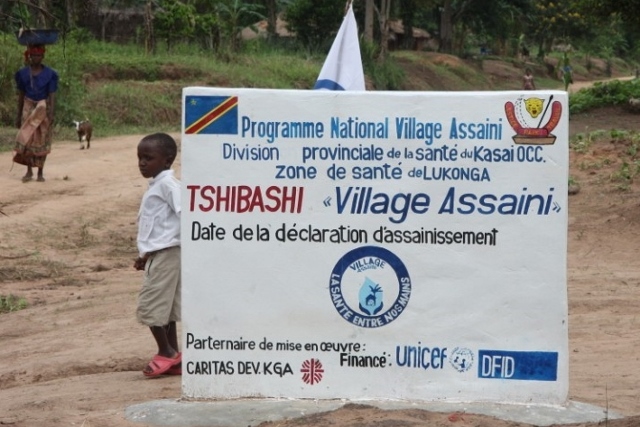 Programme National Village Assaini
Division provinciale de la santé du Kasai OCC.
zone de santé de LUKONGA
TSHIBASHI «Village Assaini»
Date de la déclaration d'assainissement
VILLAGE
LA SANTÉ ENTRE NOS MAINS
Parternaire de mise en œuvre:
CARITAS DEV. KGA
Financé: unicef
DFID